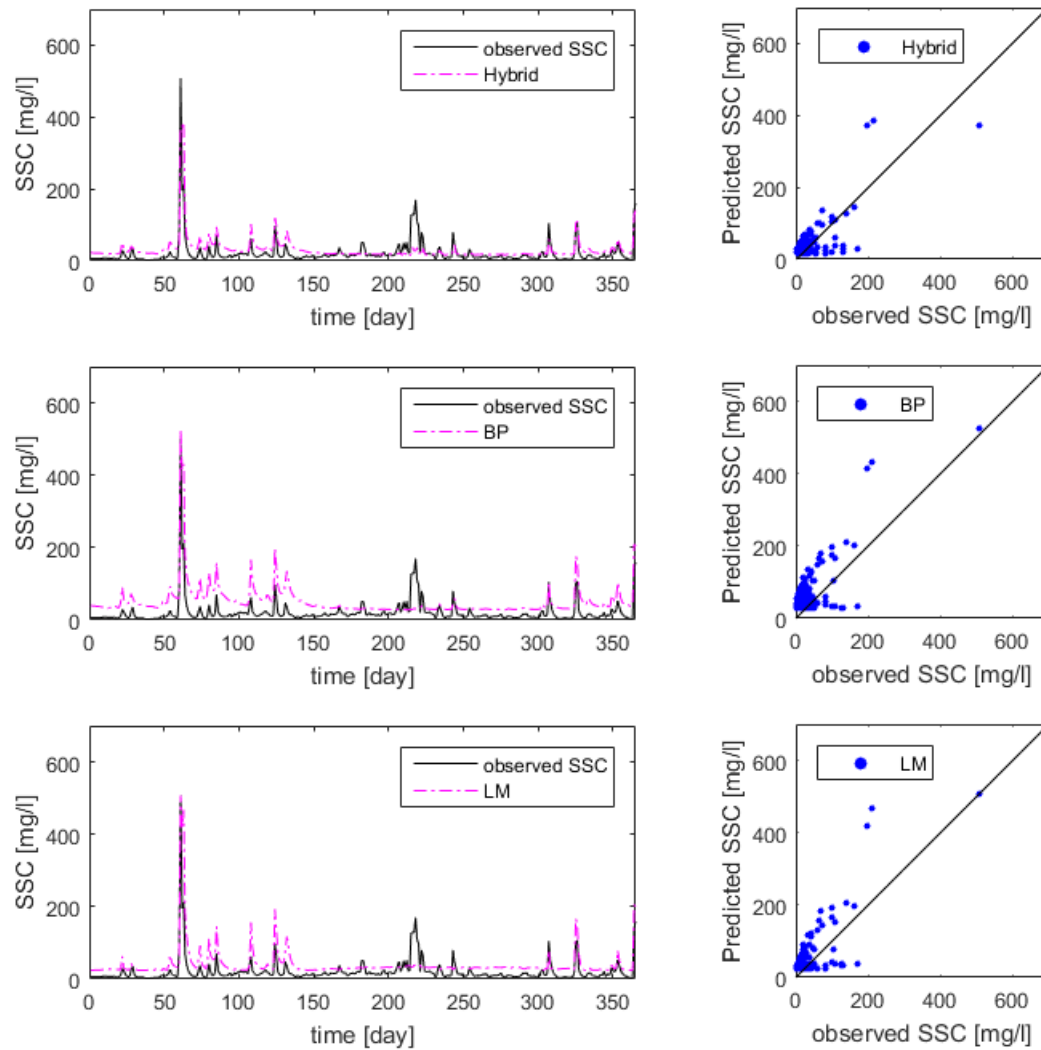 600
400
200
0
SSC [mg/l]
observed SSC
Hybrid
0 50 100 150 200 250 300 350
time [day]
600
400
200
0
Predicted SSC [mg/l]
Hybrid
0 200 400 600
observed SSC [mg/l]
600
400
200
0
SSC [mg/l]
observed SSC
BP
0 50 100 150 200 250 300 350
time [day]
600
400
200
0
Predicted SSC [mg/l]
BP
0 200 400 600
observed SSC [mg/l]
600
400
200
0
SSC [mg/l]
observed SSC
LM
0 50 100 150 200 250 300 350
time [day]
600
400
200
0
Predicted SSC [mg/l]
LM
0 200 400 600
observed SSC [mg/l]